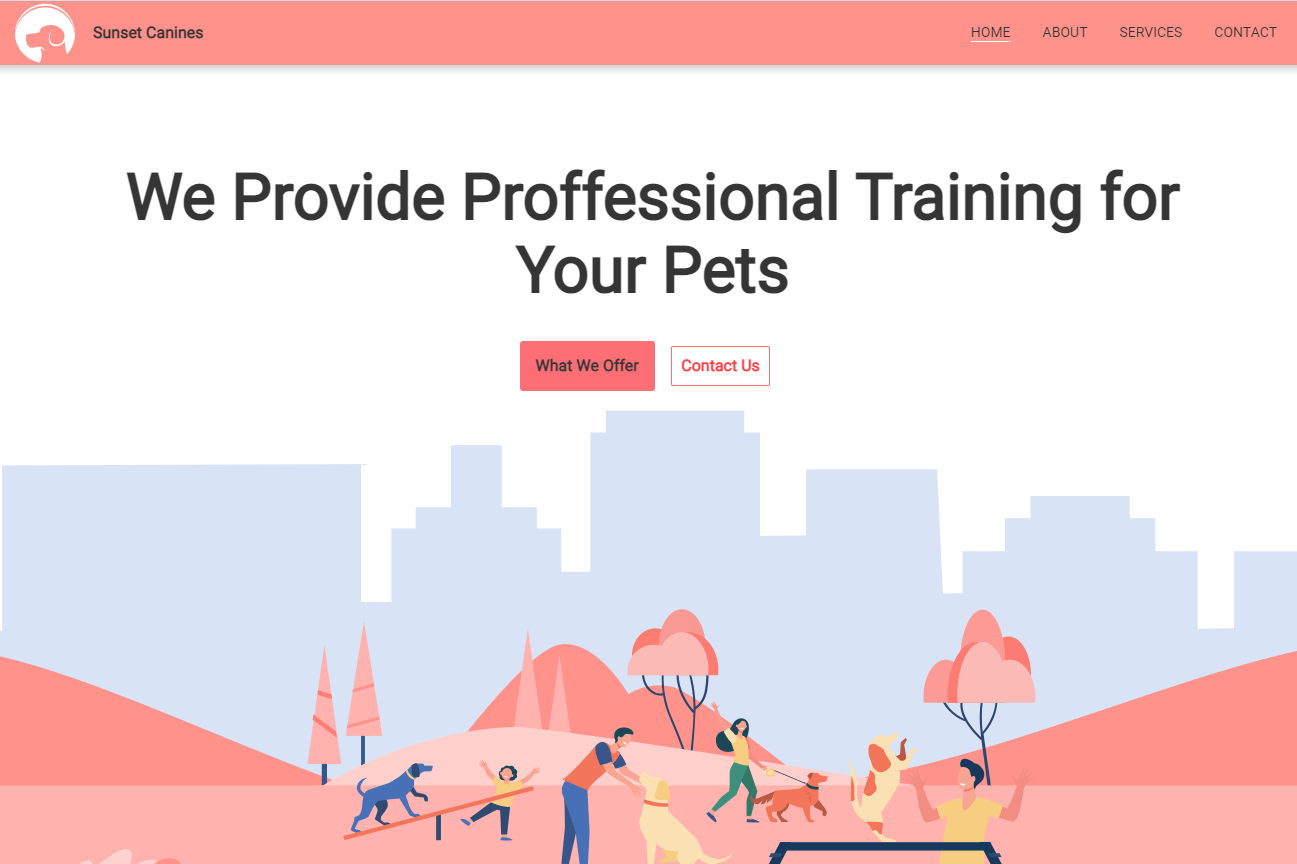 Sunset Canines
HOME ABOUT SERVICES CONTACT
We Provide Proffessional Training for
Your Pets
What We Offer
Contact Us